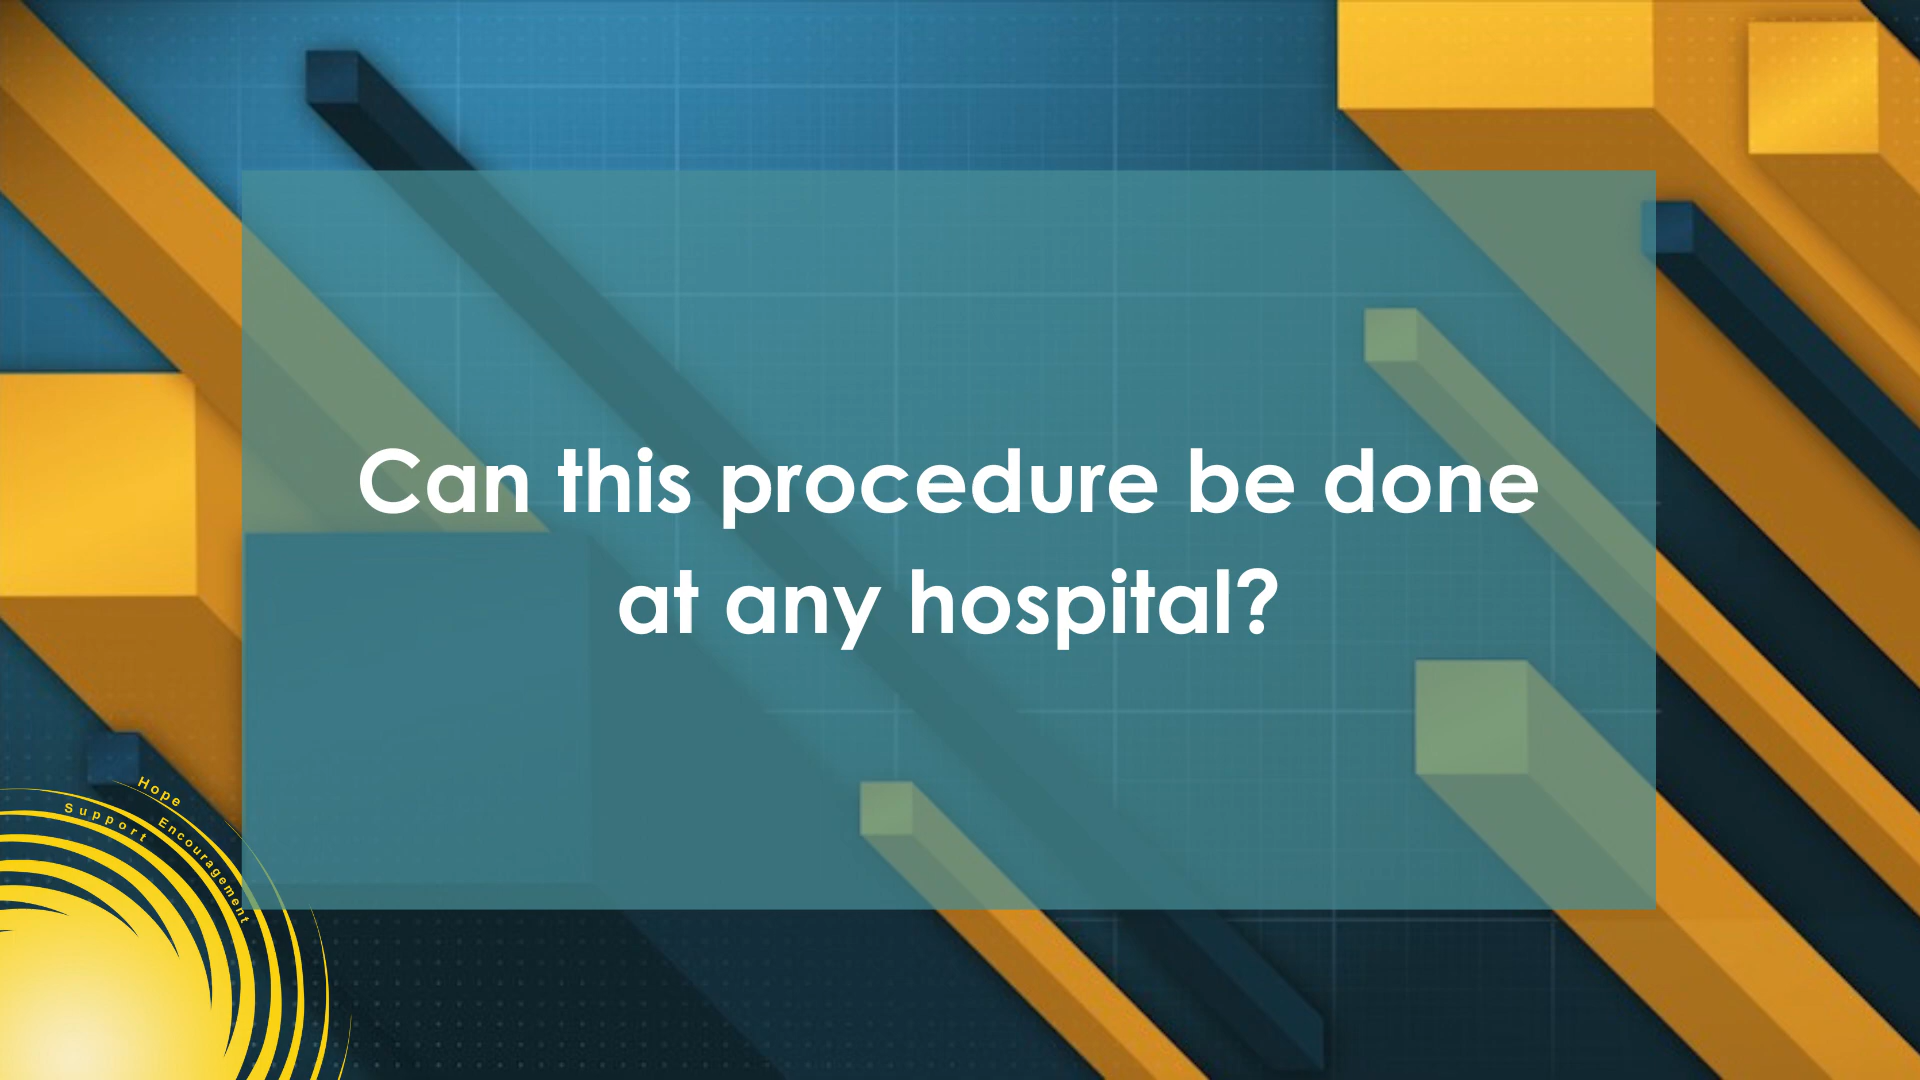 Can this procedure be done
at any hospital?
Hope
Support
Encouragement